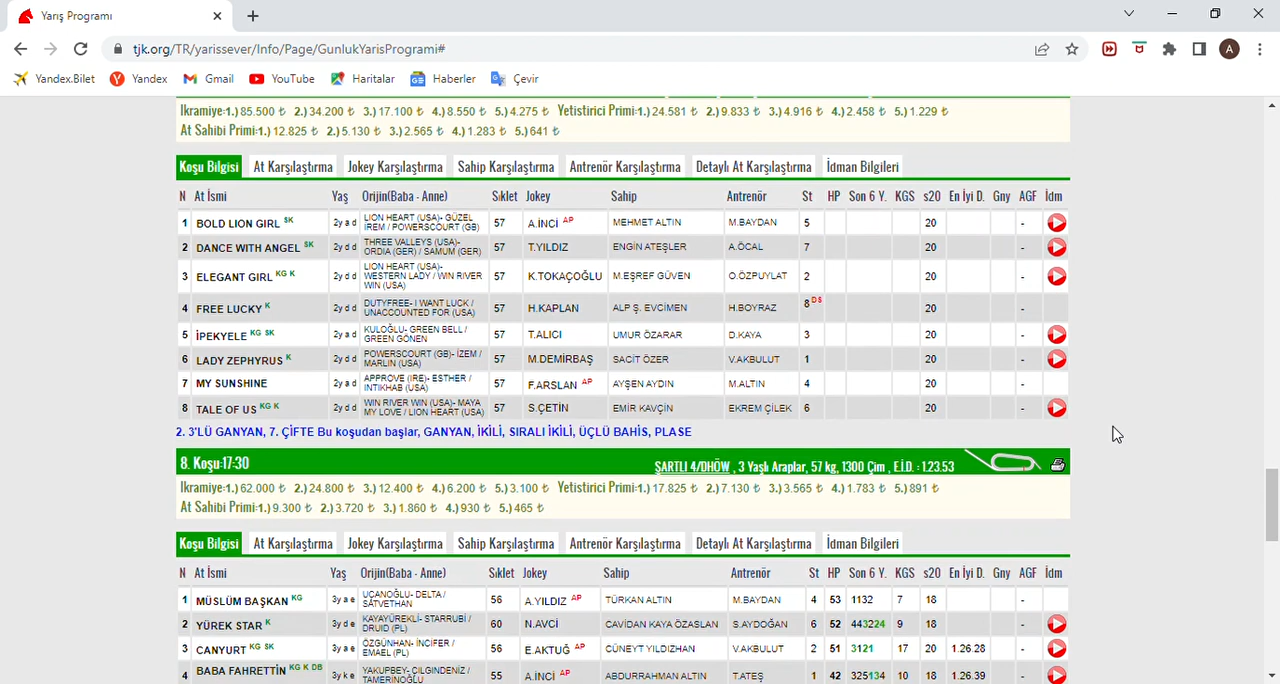 Yarış Programı
tjk.org/TR/yarissever/Info/Page/GunlukYarisProgrami#
A
Yandex.Bilet Yandex Gmail YouTube Haritalar Haberler Çevir
İkramiye:1.) 85.500 ₺ 2.) 34.200 ₺ 3.) 17.100 ₺ 4.) 8.550 ₺ 5.) 4.275 ₺ Yetistirici Primi:1.) 24.581 ₺ 2.) 9.833 ₺ 3.) 4.916 ₺ 4.) 2.458 ₺ 5.) 1.229 ₺
At Sahibi Primi:1.) 12.825 ₺ 2.) 5.130 ₺ 3.) 2.565 ₺ 4.) 1.283 ₺ 5.) 641 ₺
Koşu Bilgisi At Karşılaştırma Jokey Karşılaştırma Sahip Karşılaştırma Antrenör Karşılaştırma Detaylı At Karşılaştırma İdman Bilgileri
N At İsmi Yaş Orijin(Baba - Anne) Sıklet Jokey Sahip Antrenör St HP Son 6 Y. KGS s20 En İyi D. Gny AGF İdm
1 BOLD LION GIRL SK 2y a d LION HEART (USA)- GÜZEL İREM / POWERSCOURT (GB) 57 A.İNCİ AP MEHMET ALTIN M.BAYDAN 5 20 -
2 DANCE WITH ANGEL SK 2y d d THREE VALLEYS (USA)- ORDIA (GER) / SAMUM (GER) 57 T.YILDIZ ENGİN ATEŞLER A.ÖCAL 7 20 -
3 ELEGANT GIRL KG K 2y d d LION HEART (USA)- WESTERN LADY / WIN RIVER WIN (USA) 57 K.TOKAÇOĞLU M.EŞREF GÜVEN O.ÖZPUYLAT 2 20 -
4 FREE LUCKY K 2y d d DUTYFREE- I WANT LUCK / UNACCOUNTED FOR (USA) 57 H.KAPLAN ALP Ş. EVCİMEN H.BOYRAZ 8 DS 20 -
5 İPEKYELE KG SK 2y a d KULOĞLU- GREEN BELL / GREEN GÖNEN 57 T.ALICI UMUR ÖZARAR D.KAYA 3 20 -
6 LADY ZEPHYRUS K 2y d d POWERSCOURT (GB)- İZEM / MARLIN (USA) 57 M.DEMİRBAŞ SACİT ÖZER V.AKBULUT 1 20 -
7 MY SUNSHINE 2y a d APPROVE (IRE)- ESTHER / INTIKHAB (USA) 57 F.ARSLAN AP AYŞEN AYDIN M.ALTIN 4 20 -
8 TALE OF US KG K 2y d d WIN RIVER WIN (USA)- MAYA MY LOVE / LION HEART (USA) 57 S.ÇETİN EMİR KAVÇİN EKREM ÇİLEK 6 20 -
2. 3'LÜ GANYAN, 7. ÇİFTE Bu koşudan başlar, GANYAN, İKİLİ, SIRALI İKİLİ, ÜÇLÜ BAHİS, PLASE
8. Koşu:17:30 ŞARTLI 4/DHÖW , 3 Yaşlı Araplar, 57 kg, 1300 Çim , E.İ.D. : 1.23.53
İkramiye:1.) 62.000 ₺ 2.) 24.800 ₺ 3.) 12.400 ₺ 4.) 6.200 ₺ 5.) 3.100 ₺ Yetistirici Primi:1.) 17.825 ₺ 2.) 7.130 ₺ 3.) 3.565 ₺ 4.) 1.783 ₺ 5.) 891 ₺
At Sahibi Primi:1.) 9.300 ₺ 2.) 3.720 ₺ 3.) 1.860 ₺ 4.) 930 ₺ 5.) 465 ₺
Koşu Bilgisi At Karşılaştırma Jokey Karşılaştırma Sahip Karşılaştırma Antrenör Karşılaştırma Detaylı At Karşılaştırma İdman Bilgileri
N At İsmi Yaş Orijin(Baba - Anne) Sıklet Jokey Sahip Antrenör St HP Son 6 Y. KGS s20 En İyi D. Gny AGF İdm
1 MÜSLÜM BAŞKAN KG 3y a e UÇANOĞLU- DELTA / SÂTVETHAN 56 A.YILDIZ AP TÜRKAN ALTIN M.BAYDAN 4 53 1132 7 18 -
2 YÜREK STAR K 3y d e KAYAYÜREKLİ- STARRUBİ / DRUID (PL) 60 N.AVCİ CAVİDAN KAYA ÖZASLAN S.AYDOĞAN 6 52 443224 9 18 -
3 CANYURT KG SK 3y a e ÖZGÜNHAN- İNCİFER / EMAEL (PL) 56 E.AKTUĞ AP CÜNEYT YILDIZHAN V.AKBULUT 2 51 3121 17 20 1.26.28 -
4 BABA FAHRETTİN KG K DB 3y k e YAKUPBEY- ÇILGINDENİZ / TAMERİNOĞLU 55 A.İNCİ AP ABDURRAHMAN ALTIN T.ATEŞ 1 42 325134 10 18 1.26.39 -